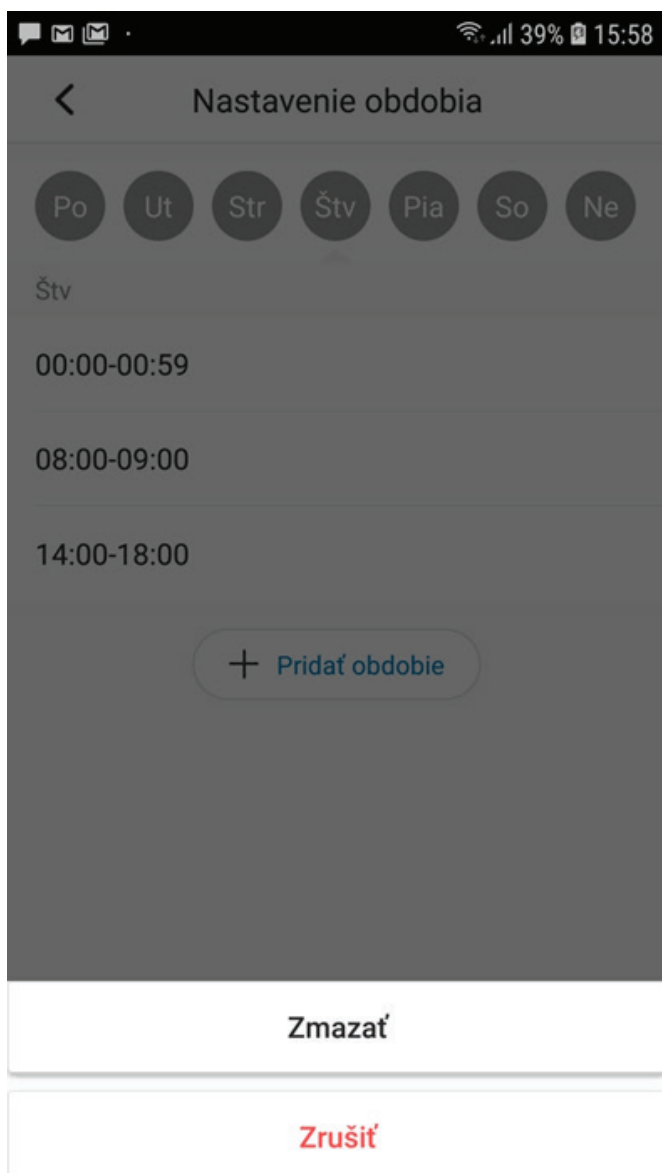 39% 15:58
Nastavenie obdobia
Po Ut Str Štv Pia So Ne
Štv
00:00-00:59
08:00-09:00
14:00-18:00
+ Pridať obdobie
Zmazať
Zrušiť